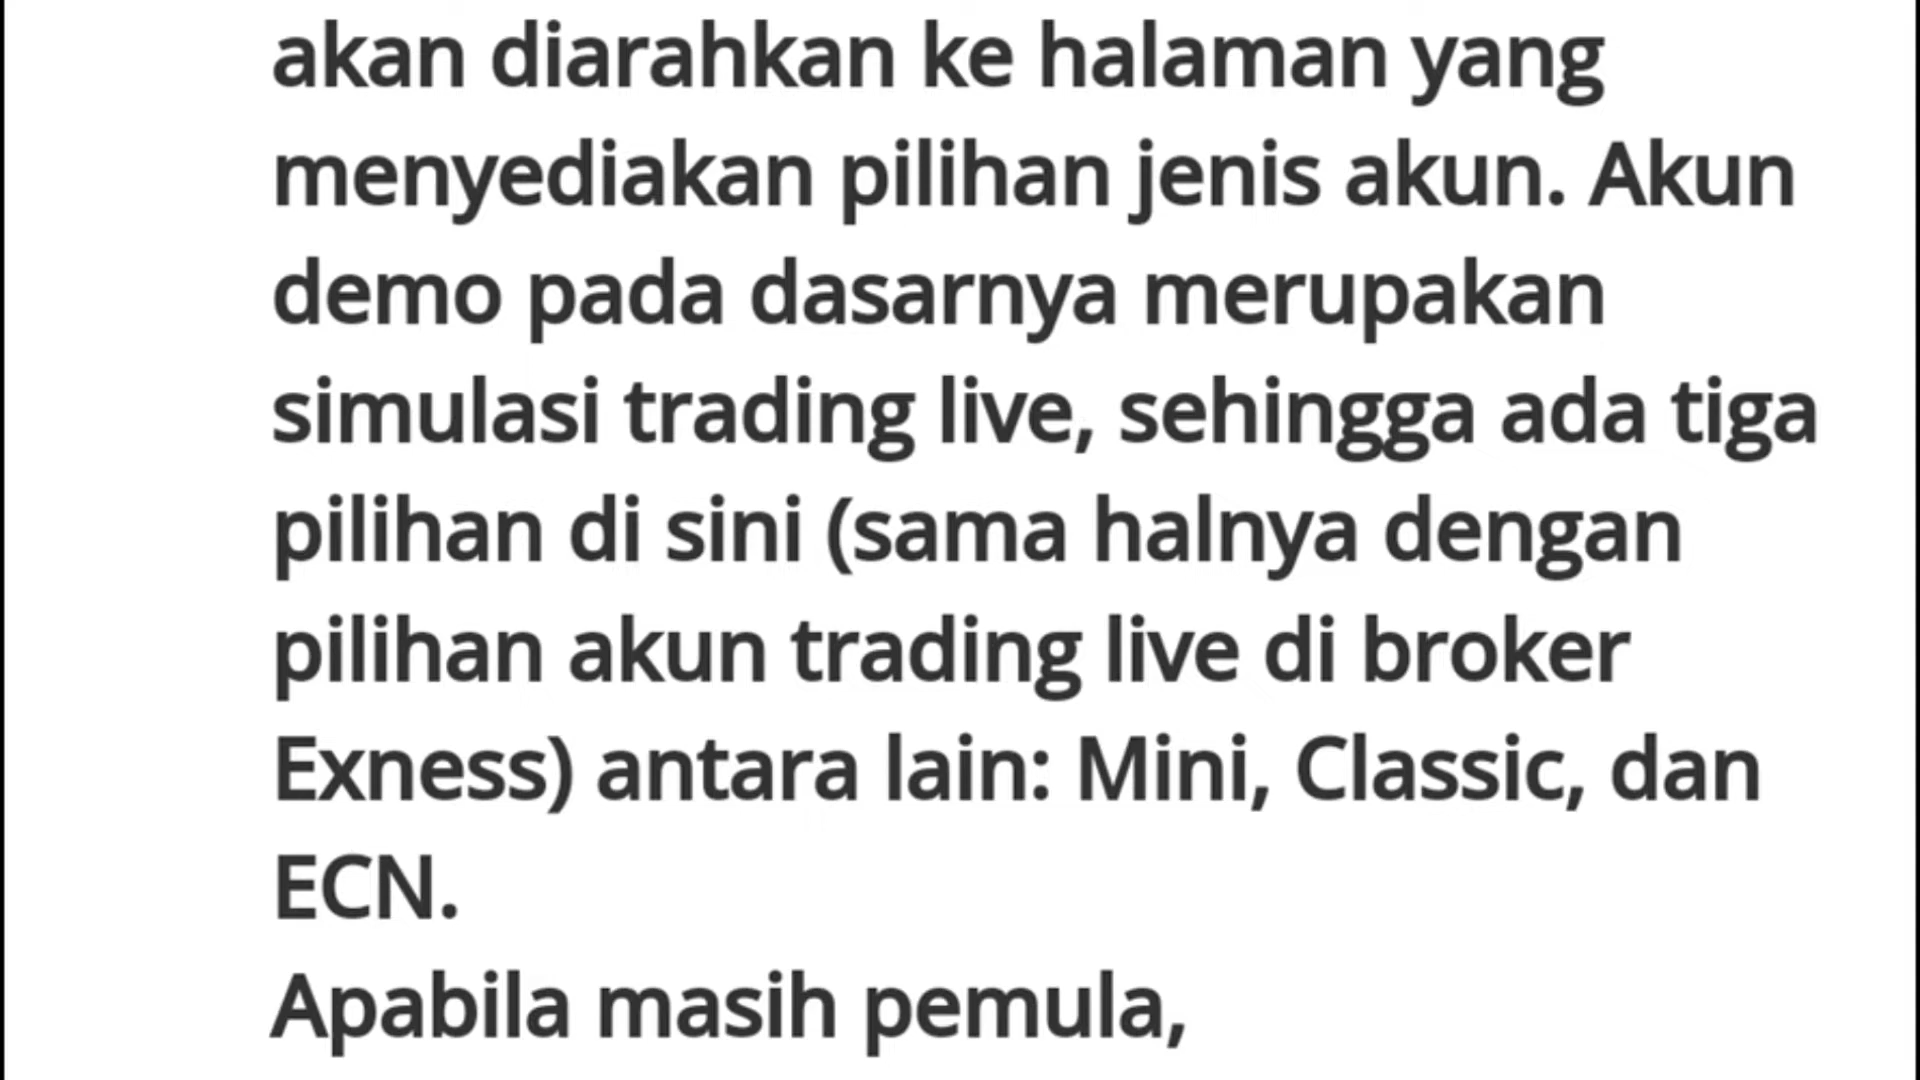 akan diarahkan ke halaman yang
menyediakan pilihan jenis akun. Akun
demo pada dasarnya merupakan
simulasi trading live, sehingga ada tiga
pilihan di sini (sama halnya dengan
pilihan akun trading live di broker
Exness) antara lain: Mini, Classic, dan
ECN.
Apabila masih pemula,